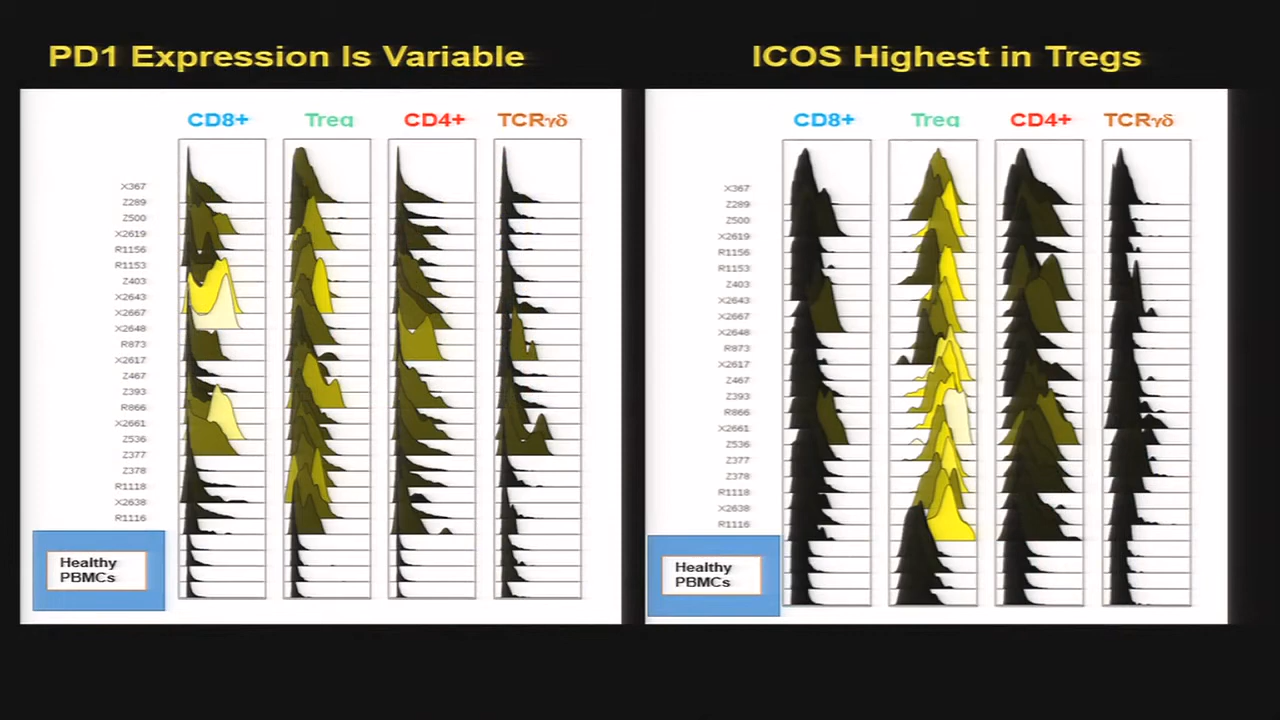 PD1 Expression Is Variable
CD8+ Treg CD4+ TCRγδ
X367
Z289
Z500
X2619
R1156
R1153
Z403
X2643
X2667
X2648
R873
X2617
Z467
Z393
R866
X2661
Z536
Z377
Z378
R1118
X2638
R1116
Healthy
PBMCs
ICOS Highest in Tregs
CD8+ Treg CD4+ TCRγδ
X367
Z289
Z500
X2619
R1156
R1153
Z403
X2643
X2667
X2648
R873
X2617
Z467
Z393
R866
X2661
Z536
Z377
Z378
R1118
X2638
R1116
Healthy
PBMCs